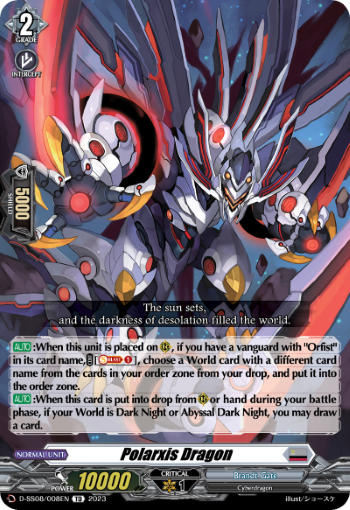 2
GRADE
INTERCEPT
5000
SHIELD
The sun sets,
and the darkness of desolation filled the world.
AUTO:When this unit is placed on RC, if you have a vanguard with "Orfist"
in its card name, [SOUL BLAST 1], choose a World card with a different card
name from the cards in your order zone from your drop, and put it into
the order zone.
AUTO:When this card is put into drop from RC or hand during your battle
phase, if your World is Dark Night or Abyssal Dark Night, you may draw
a card.
NORMAL UNIT
Polarxis Dragon
POWER 10000
CRITICAL
1
Brandt Gate
Cyberdragon
D-SS08/008EN TD 2023
illust/ショースケ